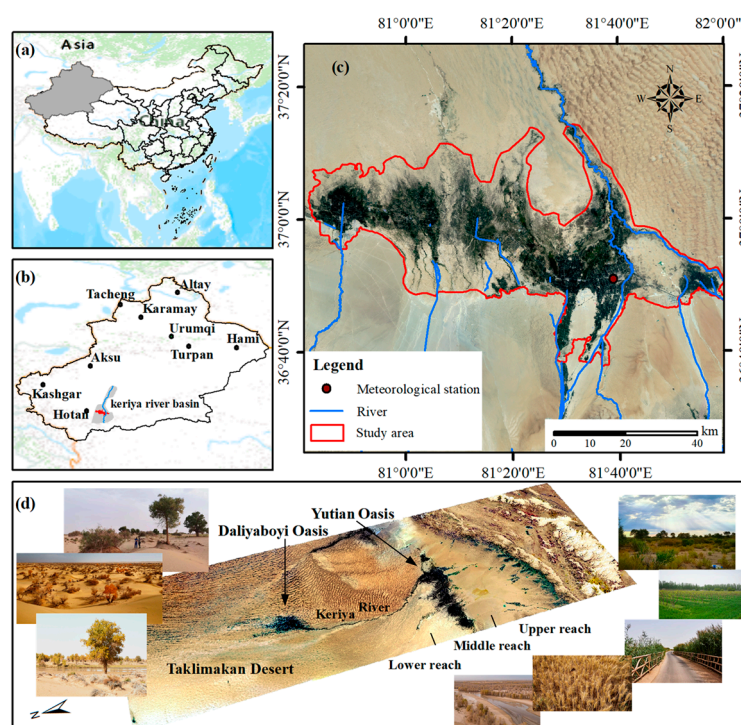 (a)
Asia
China
(b)
Altay
Tacheng
Karamay
Urumqi
Hami
Turpan
Aksu
Kashgar
Hotan
keriya river basin
81°0'0"E
81°20'0"E
81°40'0"E
82°0'
(c)
N
W
E
S
37°20'0"N
37°0'0"N
36°40'0"N
Legend
Meteorological station
River
Study area
km
0
10
20
40
81°0'0"E
81°20'0"E
81°40'0"E
(d)
Yutian Oasis
Daliyaboyi Oasis
Keriya River
Upper reach
Middle reach
Lower reach
Taklimakan Desert
N